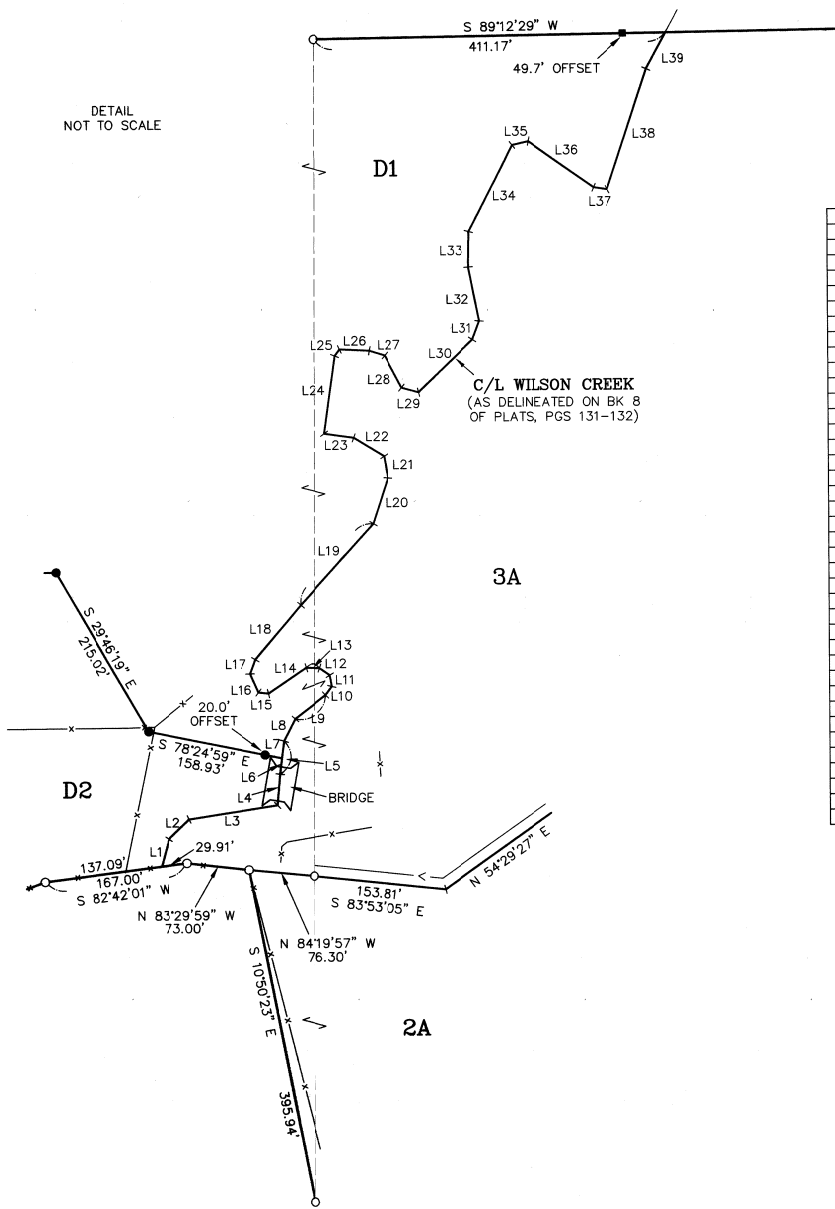 S 89°12'29" W
411.17'
49.7' OFFSET
L39
DETAIL
NOT TO SCALE
L38
L35
L36
D1
L37
L34
L33
L32
L31
L30
L25
L26
L27
L28
L29
L24
C/L WILSON CREEK
(AS DELINEATED ON BK 8
OF PLATS, PGS 131-132)
L23
L22
L21
L20
L19
3A
S 29°46'19" E
215.02'
L18
L13
L17
L14
L12
L11
L16
L15
L10
20.0'
OFFSET
L9
L8
L7
S 78°24'59" E
158.93'
L5
L6
D2
L4
BRIDGE
L2
L3
L1
29.91'
137.09'
167.00'
S 82°42'01" W
N 54°29'27" E
153.81'
S 83°53'05" E
N 83°29'59" W
73.00'
N 84°19'57" W
76.30'
S 10°50'23" E
2A
395.94'